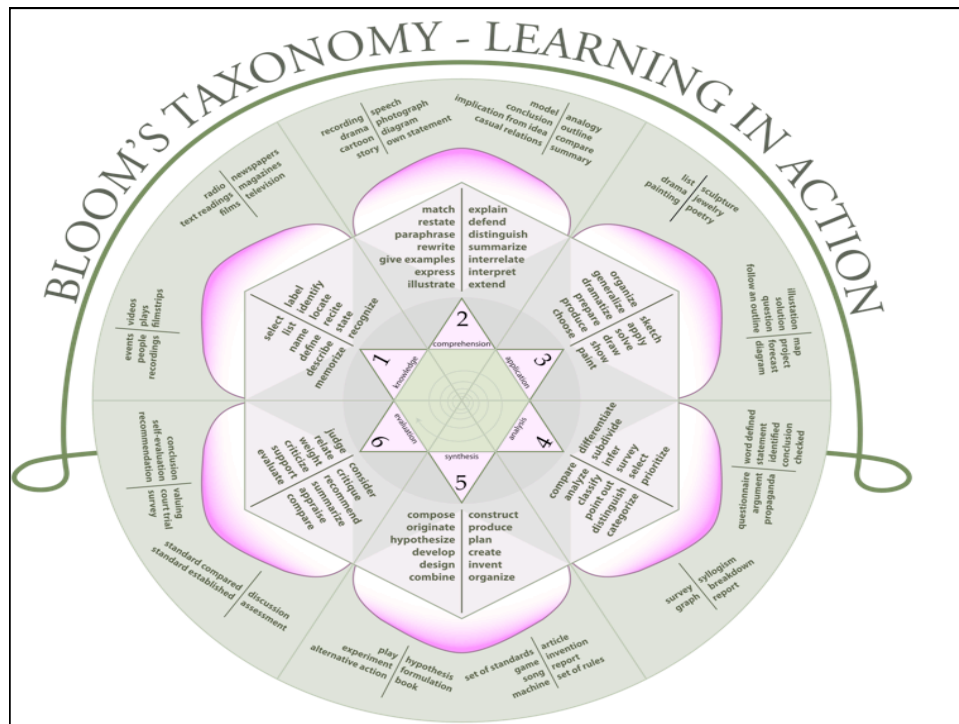 BLOOM'S TAXONOMY - LEARNING IN ACTION
1
knowledge
select
list
name
define
describe
memorize
label
identify
locate
recite
state
recognize
events
people
recordings
videos
plays
filmstrips
radio
text readings
films
newspapers
magazines
television
2
comprehension
match
restate
paraphrase
rewrite
give examples
express
illustrate
explain
defend
distinguish
summarize
interrelate
interpret
extend
recording
drama
cartoon
story
speech
photograph
diagram
own statement
model
conclusion
implication from idea
casual relations
analogy
outline
compare
summary
3
application
organize
generalize
dramatize
prepare
produce
choose
sketch
apply
solve
draw
show
paint
list
drama
painting
sculpture
jewelry
poetry
illustation
solution
question
follow an outline
map
project
forecast
diagram
4
analysis
compare
analyze
classify
point out
distinguish
categorize
differentiate
subdivide
infer
survey
select
prioritize
word defined
statement
identified
conclusion
checked
questionnaire
argument
propaganda
survey
graph
syllogism
breakdown
report
5
synthesis
compose
originate
hypothesize
develop
design
combine
construct
produce
plan
create
invent
organize
set of standards
game
song
machine
article
invention
report
set of rules
play
experiment
alternative action
hypothesis
formulation
book
6
evaluation
judge
relate
weight
criticize
support
evaluate
consider
critique
recommend
summarize
appraise
compare
standard compared
standard established
discussion
assessment
conclusion
self-evaluation
recommendation
valuing
court trial
survey